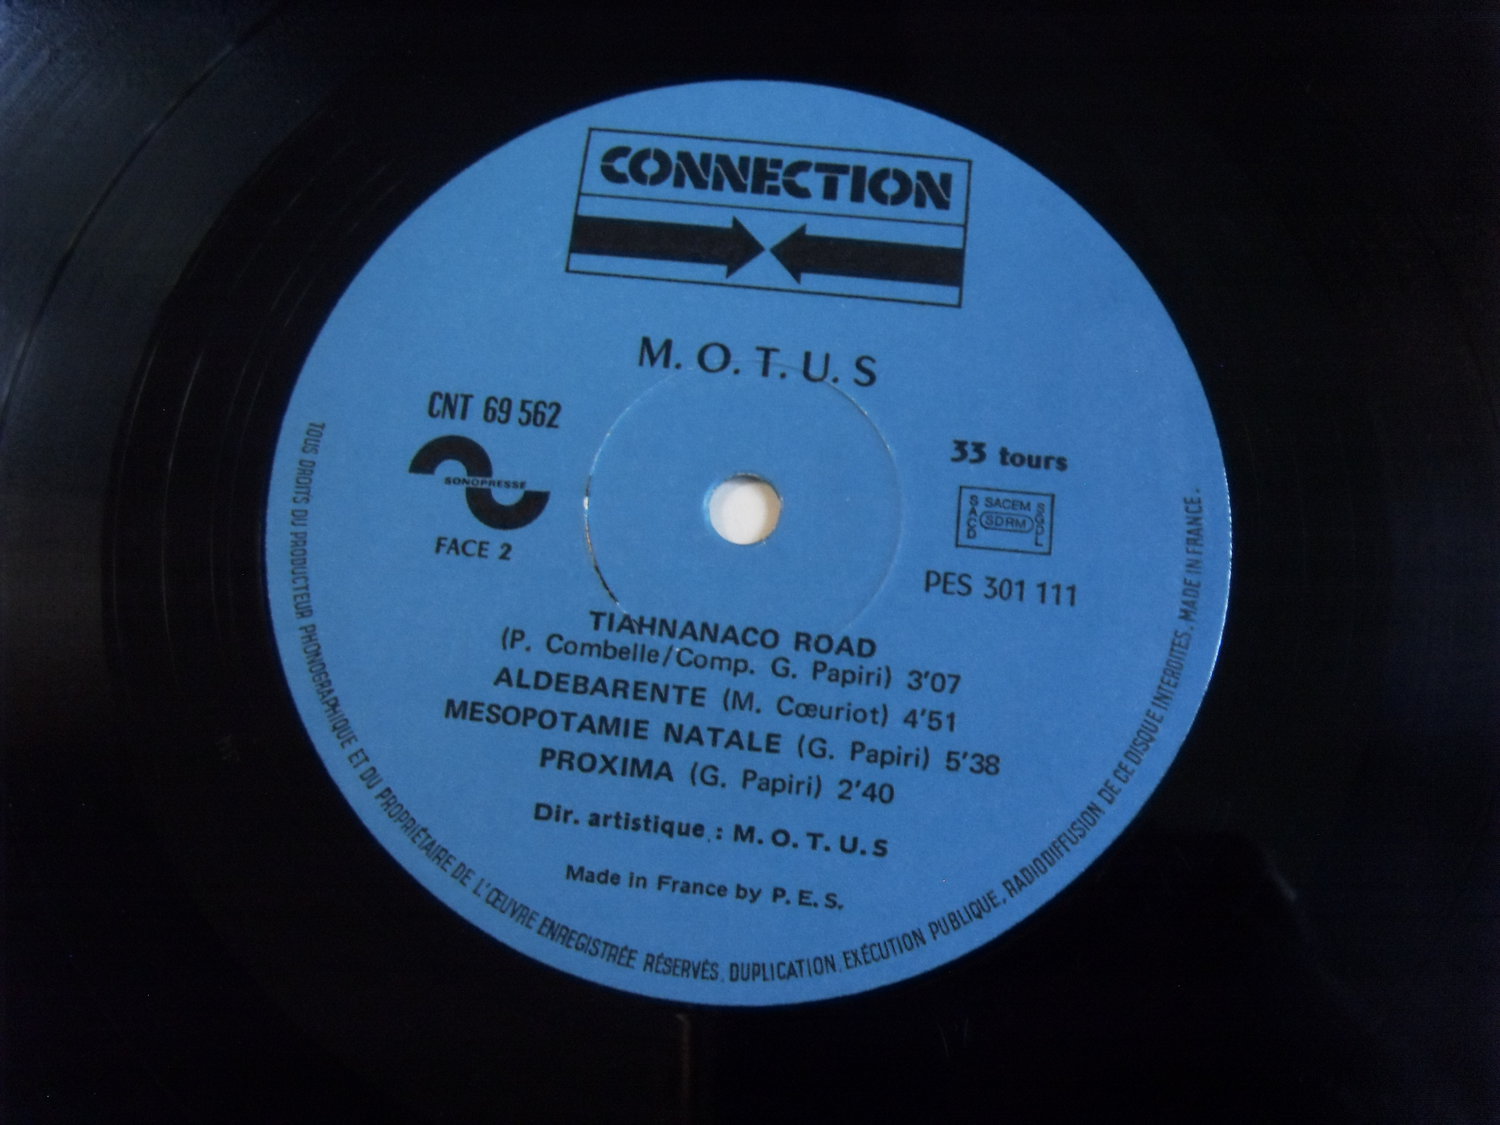 CONNECTION
M. O. T. U. S
CNT 69 562
SONOPRESSE
FACE 2
33 tours
SACEM
SACD
SDRM
SGDL
PES 301 111
TIAHNANACO ROAD
(P. Combelle/Comp. G. Papiri) 3'07
ALDEBARENTE (M. Cœuriot) 4'51
MESOPOTAMIE NATALE (G. Papiri) 5'38
PROXIMA (G. Papiri) 2'40
Dir. artistique : M. O. T. U. S
Made in France by P. E. S.
TOUS DROITS DU PRODUCTEUR PHONOGRAPHIQUE ET DU PROPRIÉTAIRE DE L'ŒUVRE ENREGISTRÉE RÉSERVÉS. DUPLICATION. EXÉCUTION PUBLIQUE, RADIODIFFUSION DE CE DISQUE INTERDITES. MADE IN FRANCE.